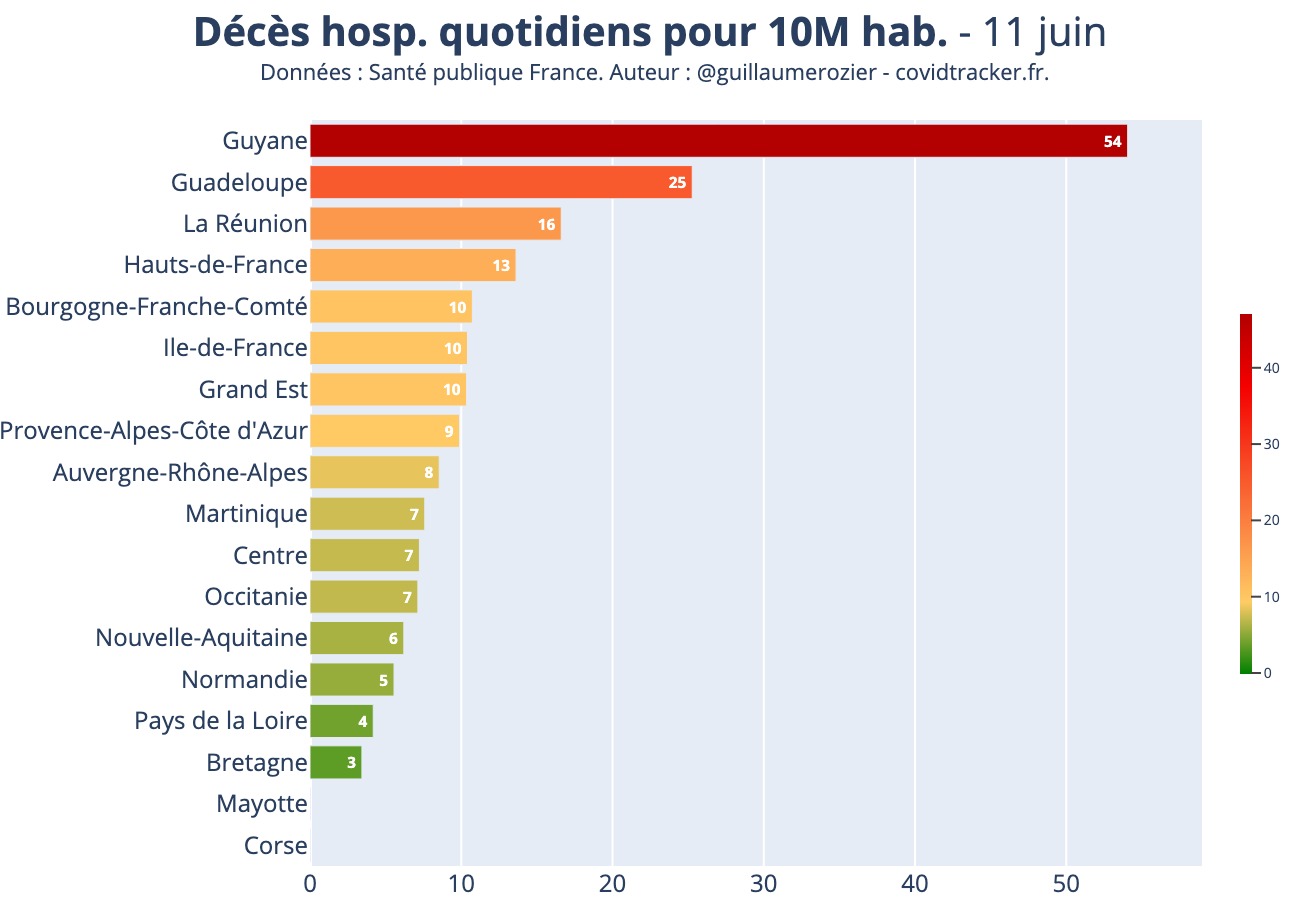 Décès hosp. quotidiens pour 10M hab. - 11 juin
Données : Santé publique France. Auteur : @guillaumerozier - covidtracker.fr.
Guyane 54
Guadeloupe 25
La Réunion 16
Hauts-de-France 13
Bourgogne-Franche-Comté 10
Ile-de-France 10
Grand Est 10
Provence-Alpes-Côte d'Azur 9
Auvergne-Rhône-Alpes 8
Martinique 7
Centre 7
Occitanie 7
Nouvelle-Aquitaine 6
Normandie 5
Pays de la Loire 4
Bretagne 3
Mayotte
Corse
0 10 20 30 40 50
40
30
20
10
0